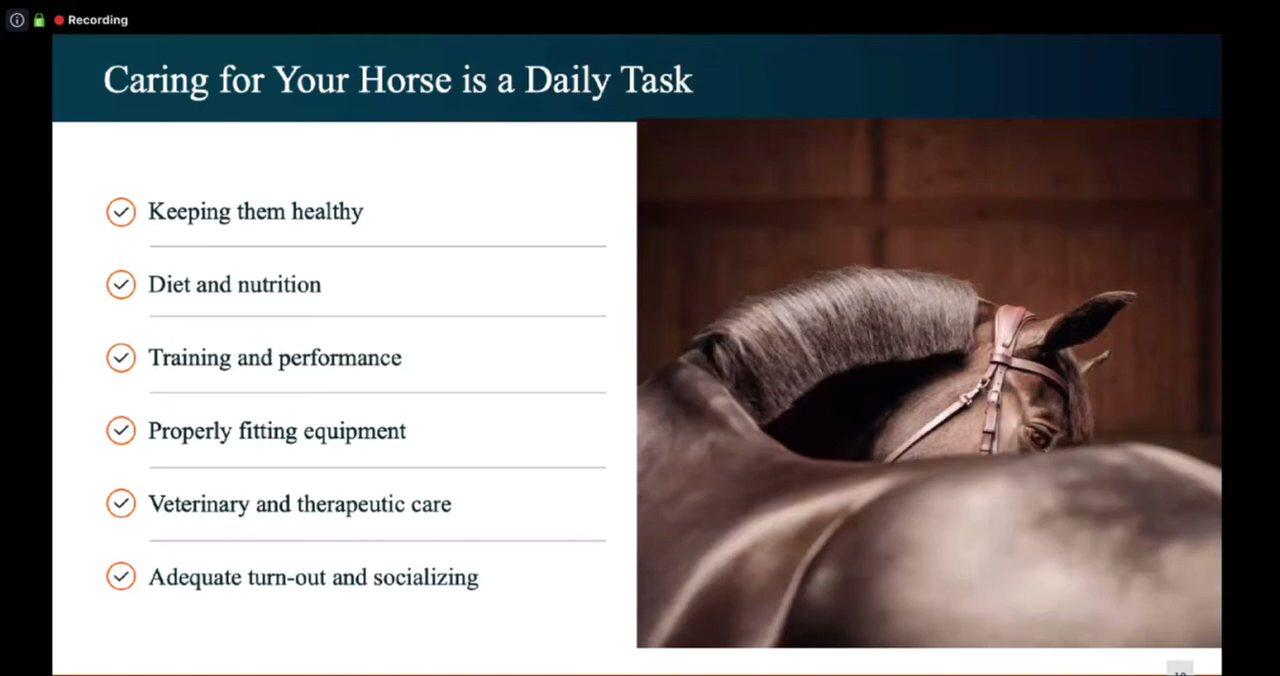 Recording
Caring for Your Horse is a Daily Task
Keeping them healthy
Diet and nutrition
Training and performance
Properly fitting equipment
Veterinary and therapeutic care
Adequate turn-out and socializing